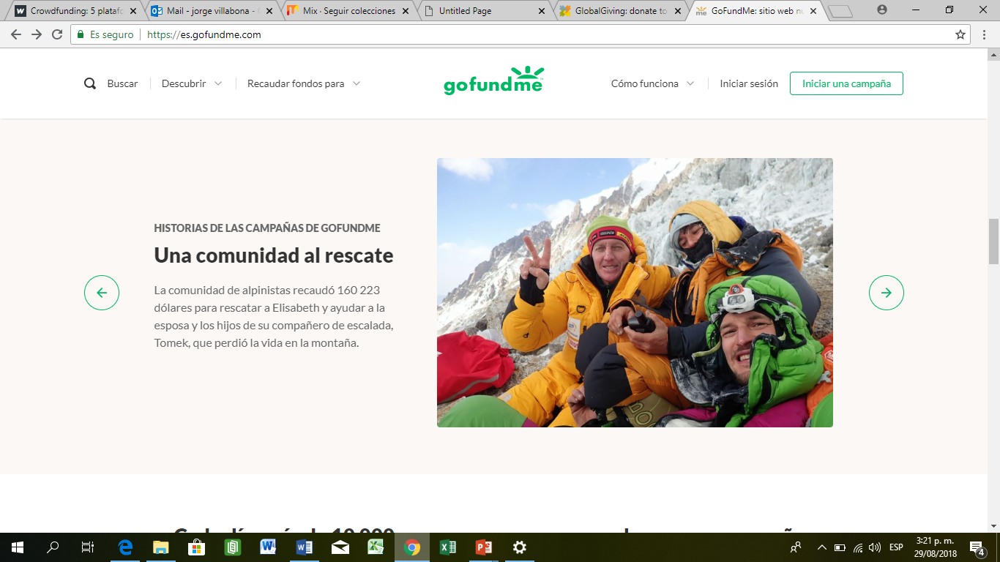 Crowdfunding: 5 platafo
Mail - jorge villabona -
Mix · Seguir colecciones
Untitled Page
GlobalGiving: donate to
GoFundMe: sitio web nu
Es seguro
https://es.gofundme.com
Buscar
Descubrir
Recaudar fondos para
gofundme
Cómo funciona
Iniciar sesión
Iniciar una campaña
HISTORIAS DE LAS CAMPAÑAS DE GOFUNDME
Una comunidad al rescate
La comunidad de alpinistas recaudó 160 223
dólares para rescatar a Elisabeth y ayudar a la
esposa y los hijos de su compañero de escalada,
Tomek, que perdió la vida en la montaña.
ESP
3:21 p. m.
29/08/2018
4